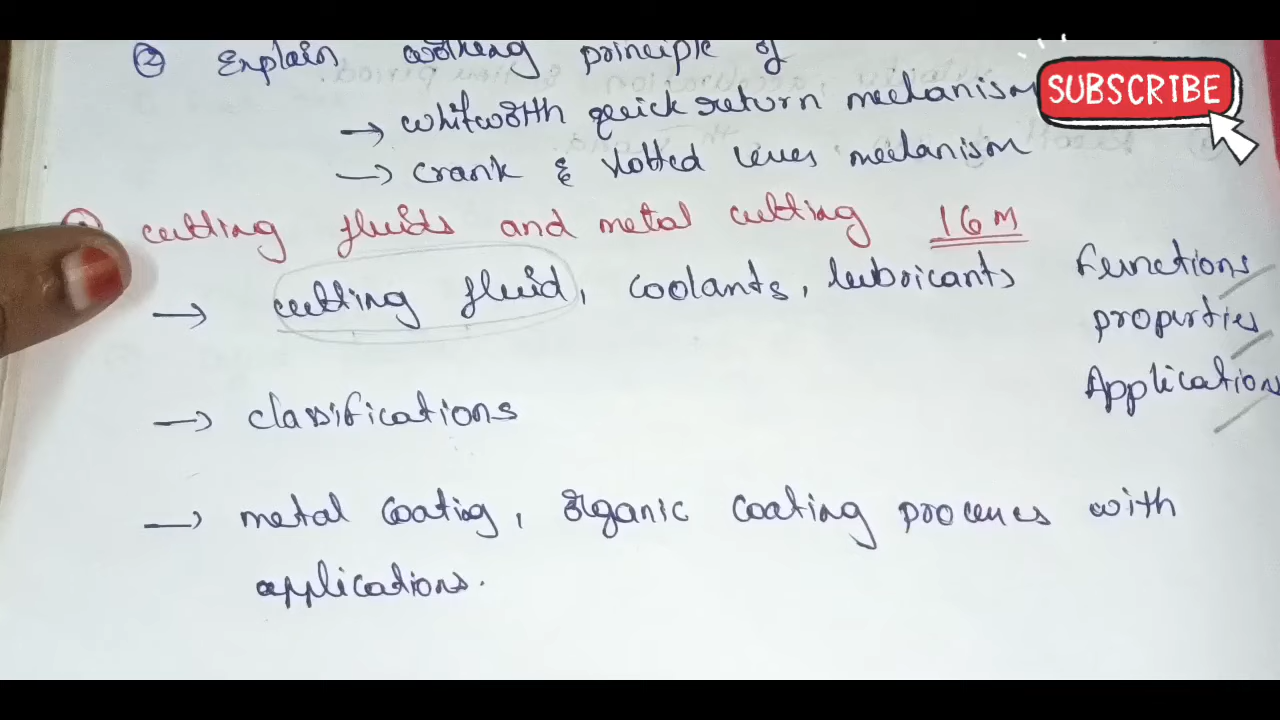 ② Explain working principle of
→ whitworth quick return mechanism
SUBSCRIBE
→ crank & slotted lever mechanism
cutting fluids and metal cutting 16M
→ cutting fluid, coolants, lubricants
Functions
properties
Applications
→ classifications
→ metal coating, organic coating processes with
applications.